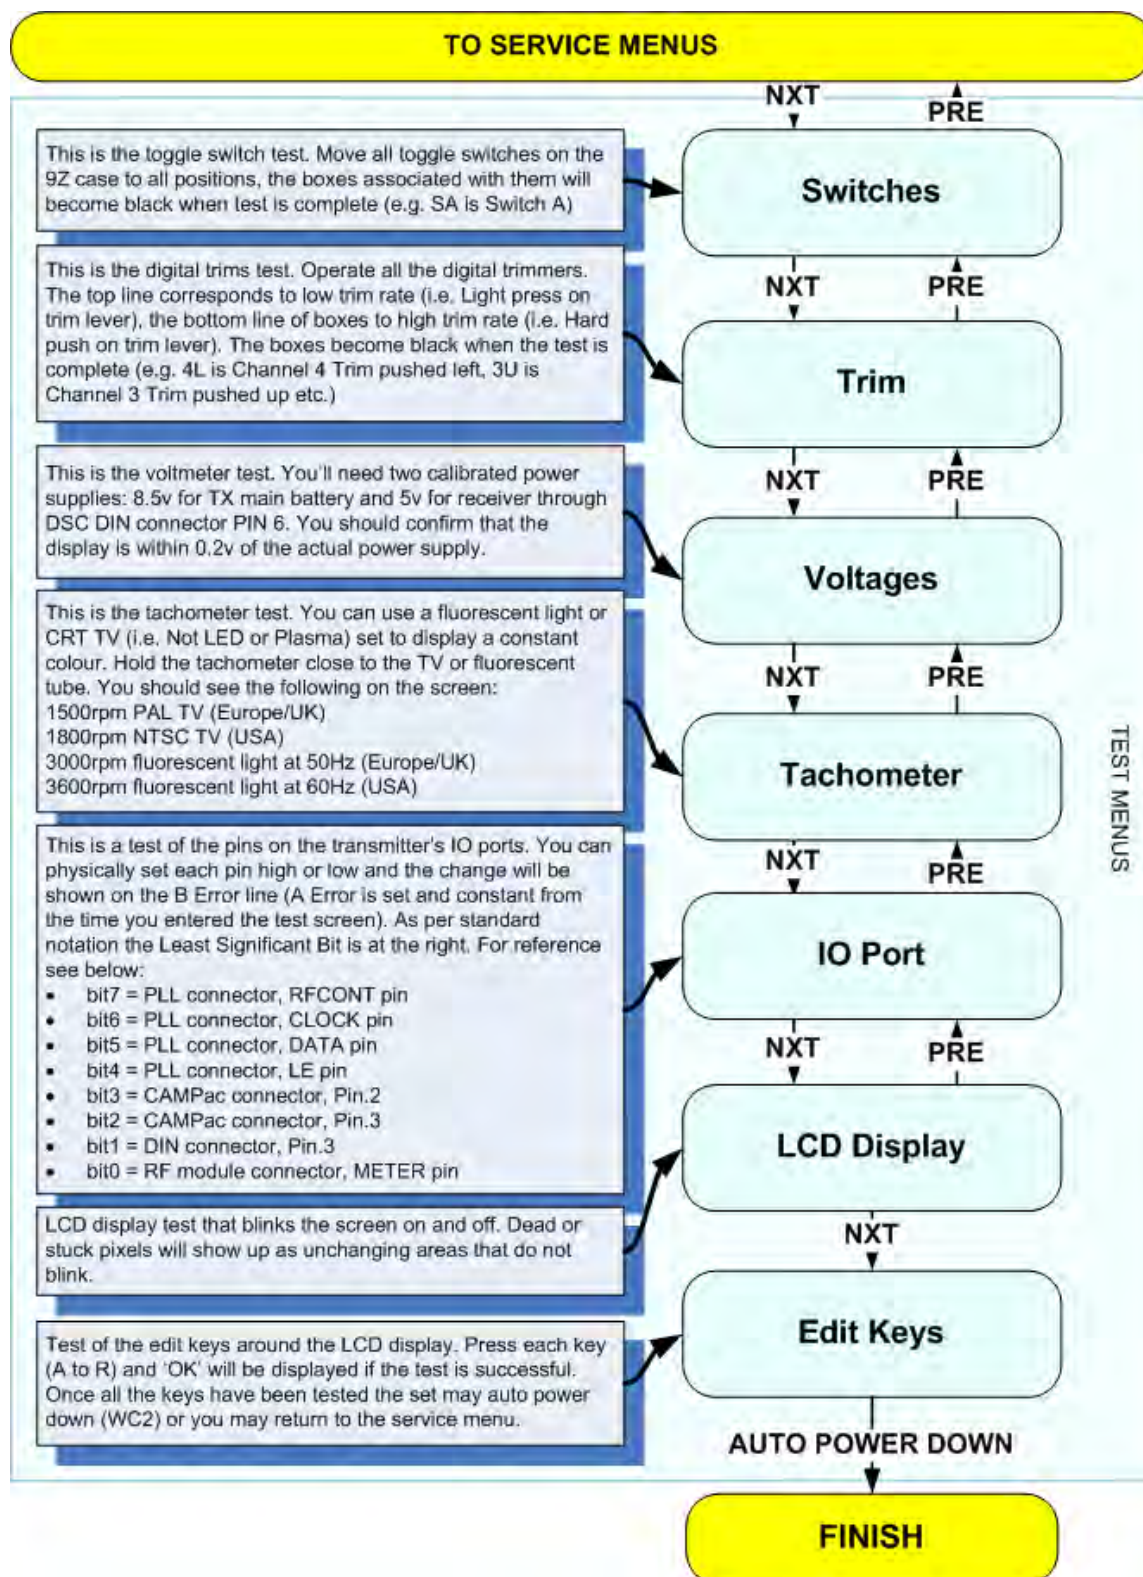 TO SERVICE MENUS
NXT
PRE
This is the toggle switch test. Move all toggle switches on the
9Z case to all positions, the boxes associated with them will
become black when test is complete (e.g. SA is Switch A)
Switches
NXT
PRE
This is the digital trims test. Operate all the digital trimmers.
The top line corresponds to low trim rate (i.e. Light press on
trim lever), the bottom line of boxes to high trim rate (i.e. Hard
push on trim lever). The boxes become black when the test is
complete (e.g. 4L is Channel 4 Trim pushed left, 3U is
Channel 3 Trim pushed up etc.)
Trim
NXT
PRE
This is the voltmeter test. You'll need two calibrated power
supplies: 8.5v for TX main battery and 5v for receiver through
DSC DIN connector PIN 6. You should confirm that the
display is within 0.2v of the actual power supply.
Voltages
NXT
PRE
This is the tachometer test. You can use a fluorescent light or
CRT TV (i.e. Not LED or Plasma) set to display a constant
colour. Hold the tachometer close to the TV or fluorescent
tube. You should see the following on the screen:
1500rpm PAL TV (Europe/UK)
1800rpm NTSC TV (USA)
3000rpm fluorescent light at 50Hz (Europe/UK)
3600rpm fluorescent light at 60Hz (USA)
Tachometer
TEST MENUS
NXT
PRE
This is a test of the pins on the transmitter's IO ports. You can
physically set each pin high or low and the change will be
shown on the B Error line (A Error is set and constant from
the time you entered the test screen). As per standard
notation the Least Significant Bit is at the right. For reference
see below:
• bit7 = PLL connector, RFCONT pin
• bit6 = PLL connector, CLOCK pin
• bit5 = PLL connector, DATA pin
• bit4 = PLL connector, LE pin
• bit3 = CAMPac connector, Pin.2
• bit2 = CAMPac connector, Pin.3
• bit1 = DIN connector, Pin.3
• bit0 = RF module connector, METER pin
IO Port
NXT
PRE
LCD display test that blinks the screen on and off. Dead or
stuck pixels will show up as unchanging areas that do not
blink.
LCD Display
NXT
Test of the edit keys around the LCD display. Press each key
(A to R) and 'OK' will be displayed if the test is successful.
Once all the keys have been tested the set may auto power
down (WC2) or you may return to the service menu.
Edit Keys
AUTO POWER DOWN
FINISH